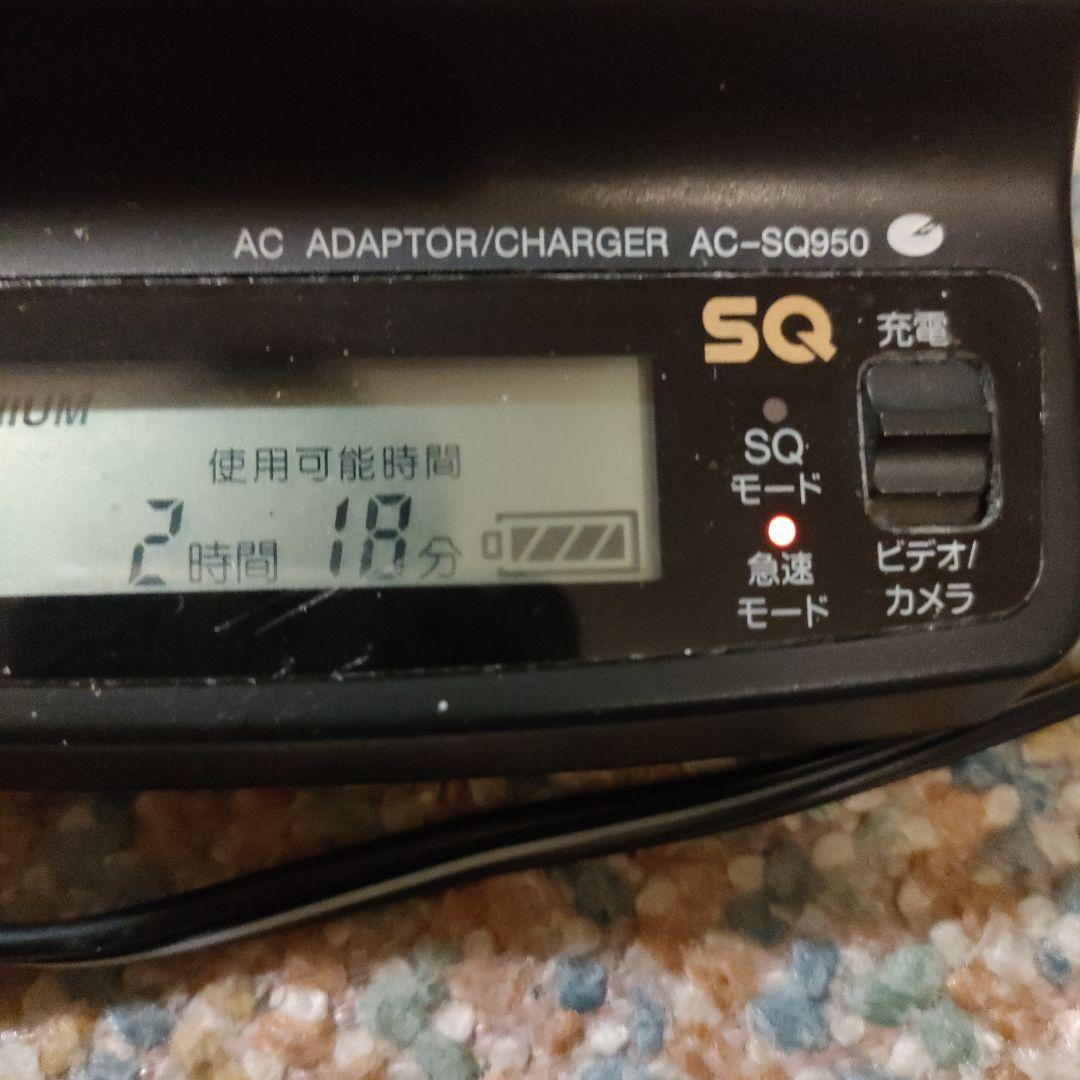 AC ADAPTOR/CHARGER AC-SQ950
SQ
充電
SQ
モード
急速
モード
ビデオ/
カメラ
使用可能時間
2時間 18分